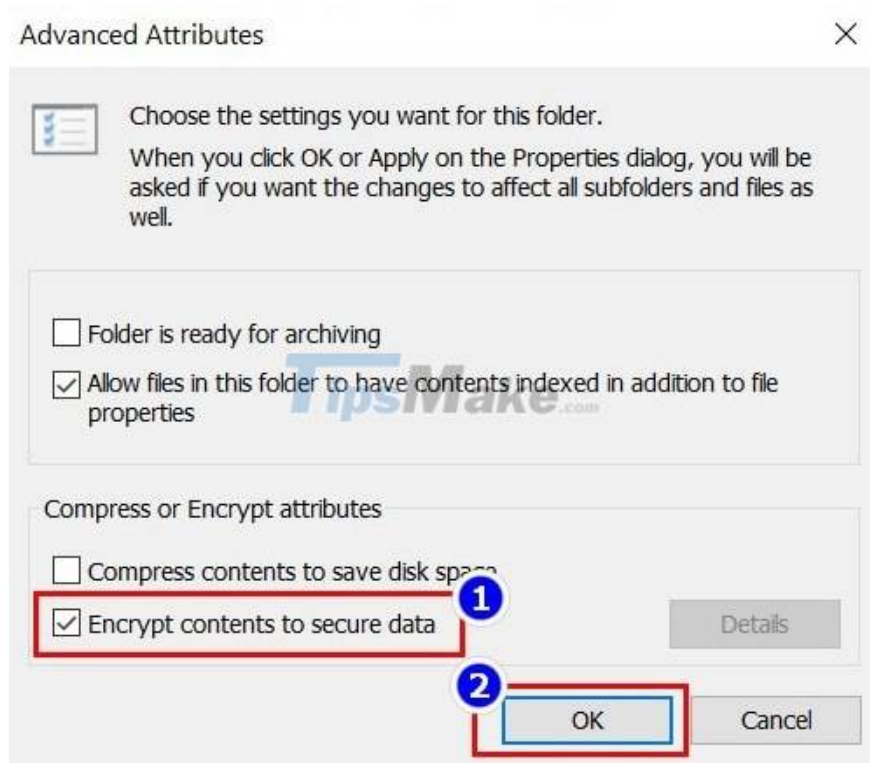 Advanced Attributes
Choose the settings you want for this folder.
When you click OK or Apply on the Properties dialog, you will be
asked if you want the changes to affect all subfolders and files as
well.
Folder is ready for archiving
Allow files in this folder to have contents indexed in addition to file
properties
TipsMake.com
Compress or Encrypt attributes
Compress contents to save disk space
1
Encrypt contents to secure data
Details
2
OK
Cancel